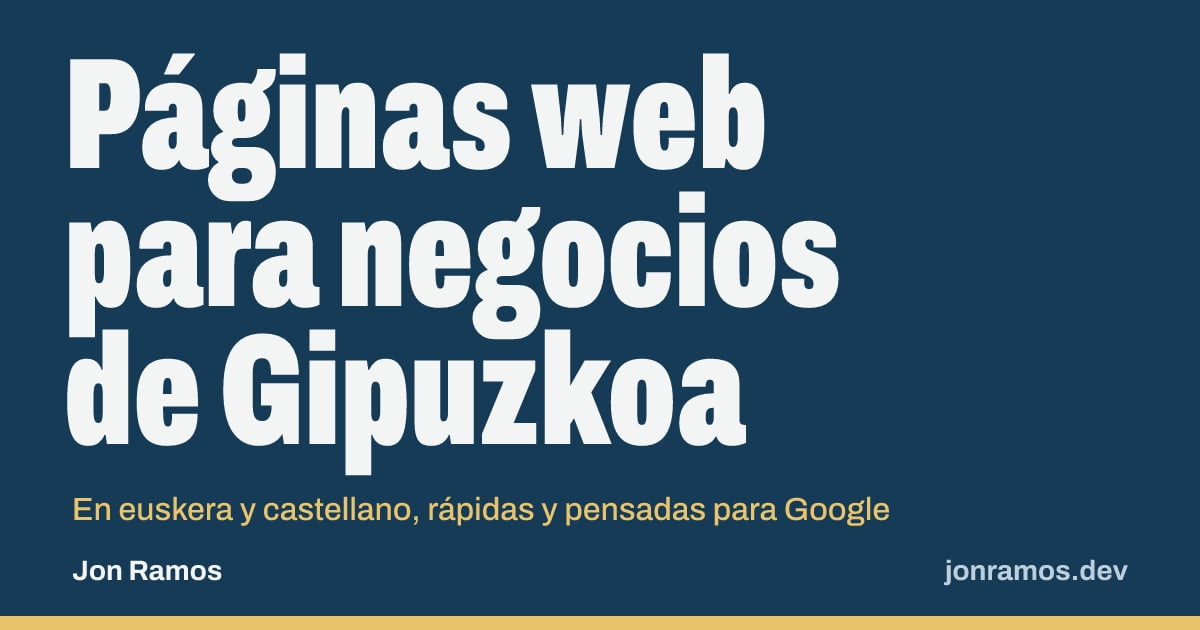 Páginas web
para negocios
de Gipuzkoa
En euskera y castellano, rápidas y pensadas para Google
Jon Ramos
jonramos.dev